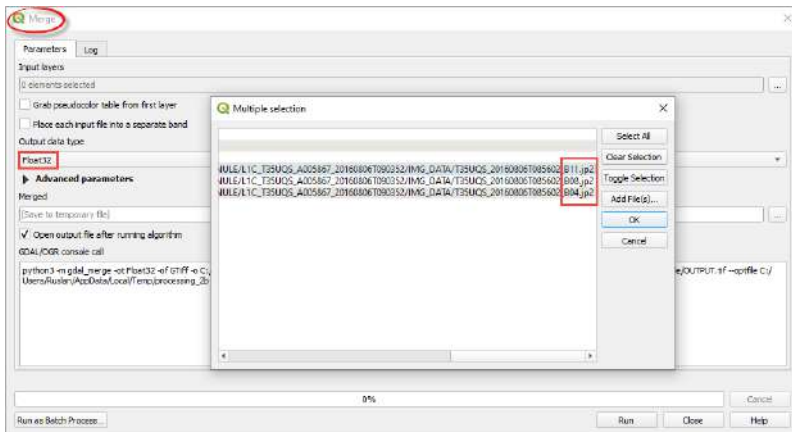 Merge
Parameters Log
Input layers
0 elements selected
...
Grab pseudocolor table from first layer
Place each input file into a separate band
Output data type
Float32
Advanced parameters
Merged
[Save to temporary file]
...
Open output file after running algorithm
GDAL/OGR console call
python3 -m gdal_merge -ot Float32 -of GTiff -o C:/
Users/Ruslan/AppData/Local/Temp/processing_2b
e/OUTPUT.tif --optfile C:/
Multiple selection
NULE/L1C_T35UQS_A005867_20160806T090352/IMG_DATA/T35UQS_20160806T085602_B11.jp2
NULE/L1C_T35UQS_A005867_20160806T090352/IMG_DATA/T35UQS_20160806T085602_B08.jp2
NULE/L1C_T35UQS_A005867_20160806T090352/IMG_DATA/T35UQS_20160806T085602_B04.jp2
Select All
Clear Selection
Toggle Selection
Add File(s)...
OK
Cancel
0%
Cancel
Run as Batch Process...
Run Close Help